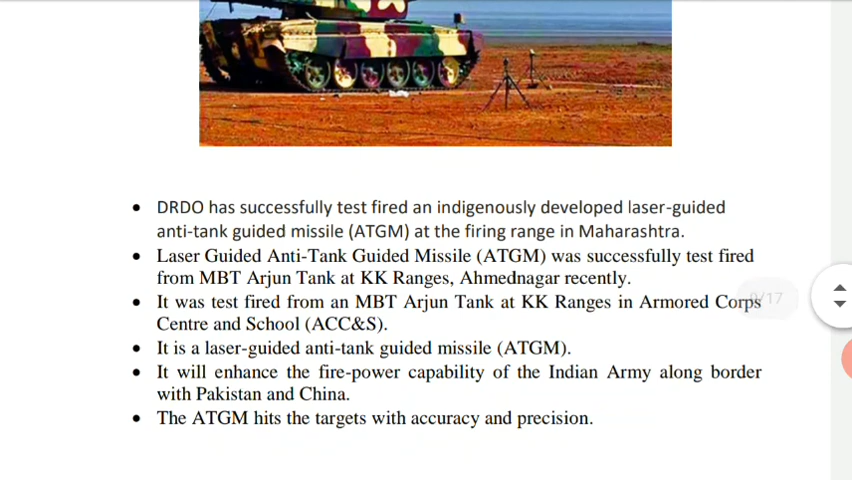 • DRDO has successfully test fired an indigenously developed laser-guided
anti-tank guided missile (ATGM) at the firing range in Maharashtra.
• Laser Guided Anti-Tank Guided Missile (ATGM) was successfully test fired
from MBT Arjun Tank at KK Ranges, Ahmednagar recently.
• It was test fired from an MBT Arjun Tank at KK Ranges in Armored Corps
Centre and School (ACC&S).
• It is a laser-guided anti-tank guided missile (ATGM).
• It will enhance the fire-power capability of the Indian Army along border
with Pakistan and China.
• The ATGM hits the targets with accuracy and precision.